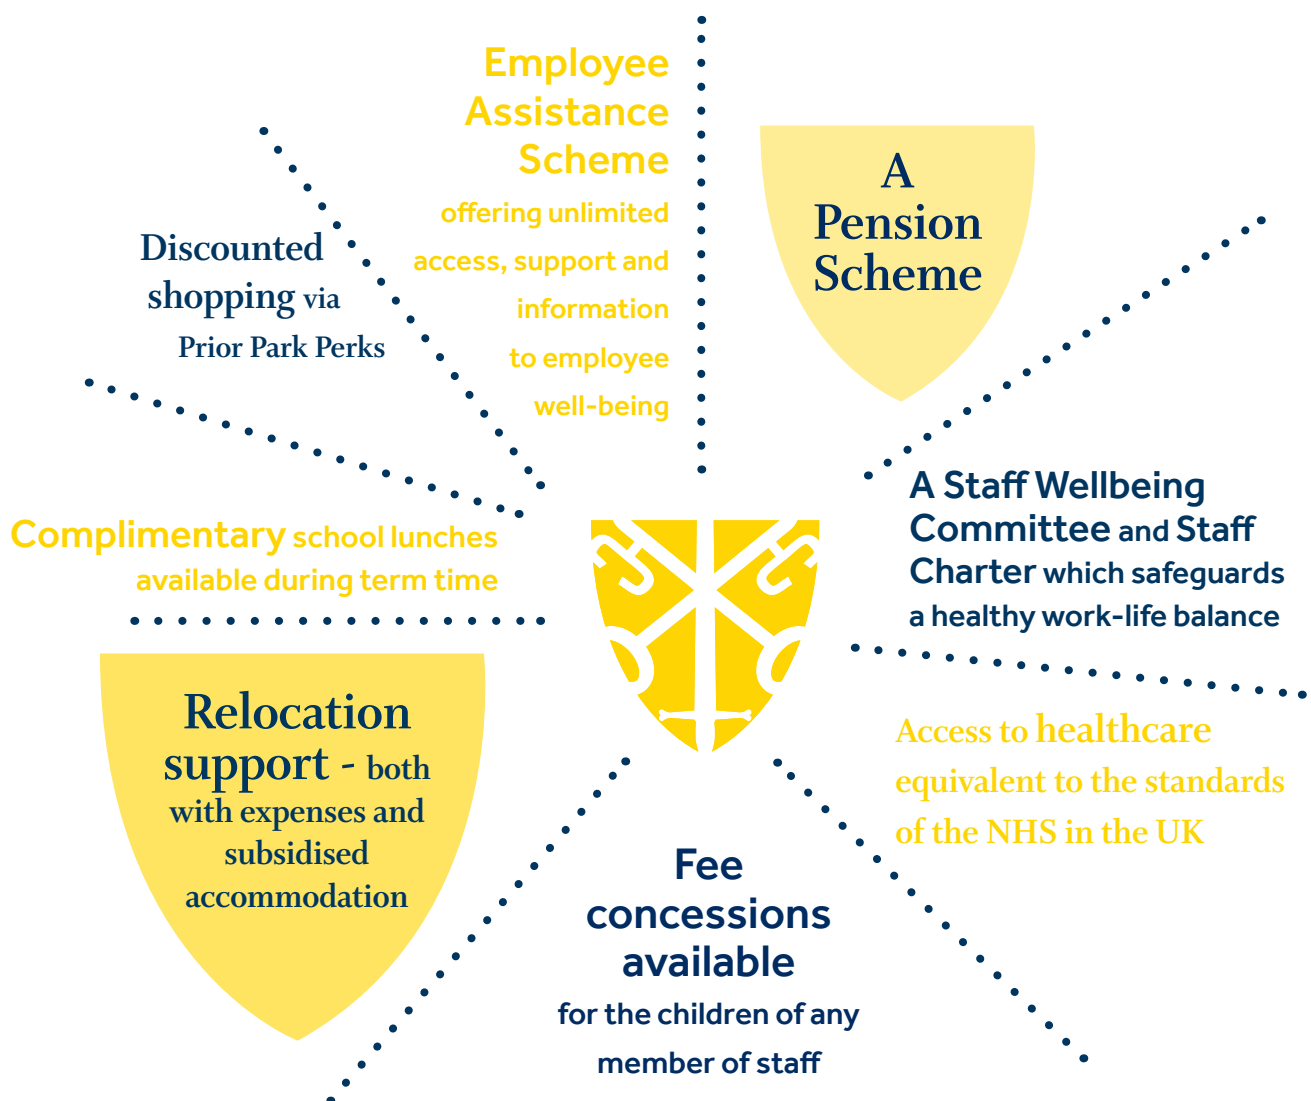 Employee
Assistance
Scheme
offering unlimited
access, support and
information
to employee
well-being
A
Pension
Scheme
Discounted
shopping via
Prior Park Perks
A Staff Wellbeing
Committee and Staff
Charter which safeguards
a healthy work-life balance
Complimentary school lunches
available during term time
Relocation
support - both
with expenses and
subsidised
accommodation
Access to healthcare
equivalent to the standards
of the NHS in the UK
Fee
concessions
available
for the children of any
member of staff